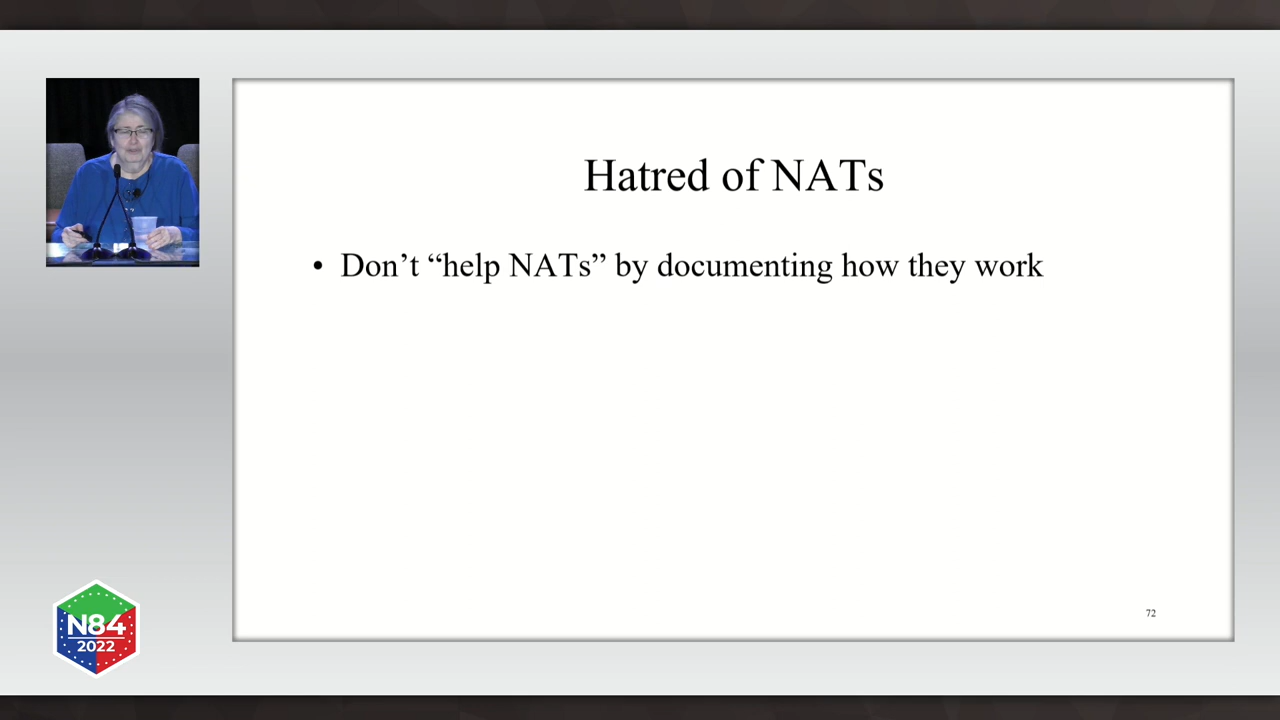 Hatred of NATs
• Don’t “help NATs” by documenting how they work
72
N84
2022